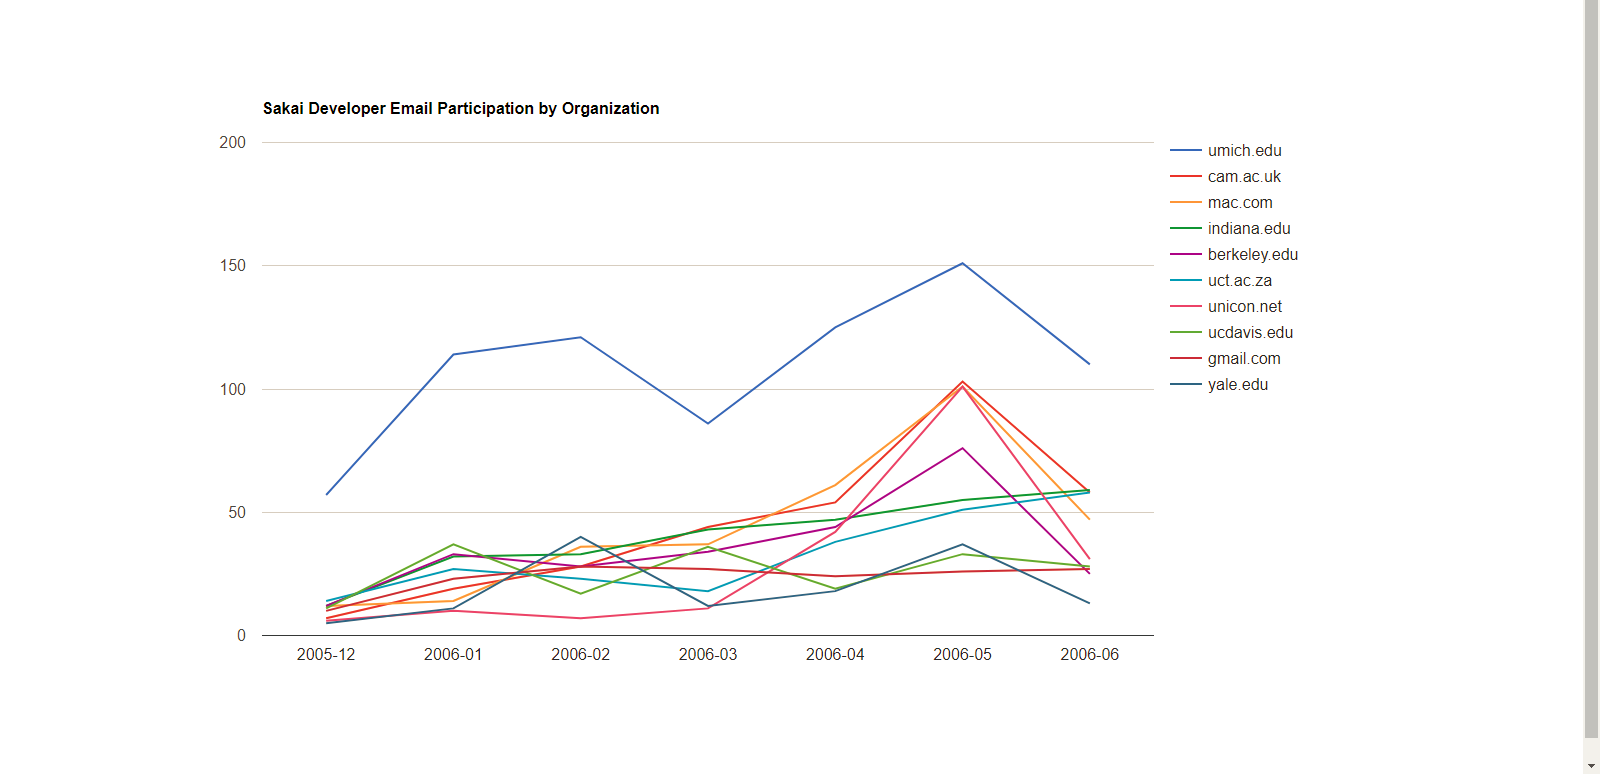 Sakai Developer Email Participation by Organization
200
150
100
50
0
2005-12 2006-01 2006-02 2006-03 2006-04 2006-05 2006-06
umich.edu
cam.ac.uk
mac.com
indiana.edu
berkeley.edu
uct.ac.za
unicon.net
ucdavis.edu
gmail.com
yale.edu